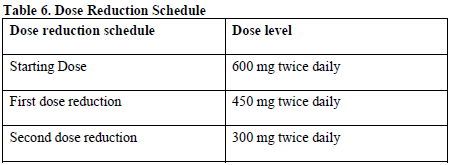 Table 6. Dose Reduction Schedule
Dose reduction schedule Dose level
Starting Dose 600 mg twice daily
First dose reduction 450 mg twice daily
Second dose reduction 300 mg twice daily